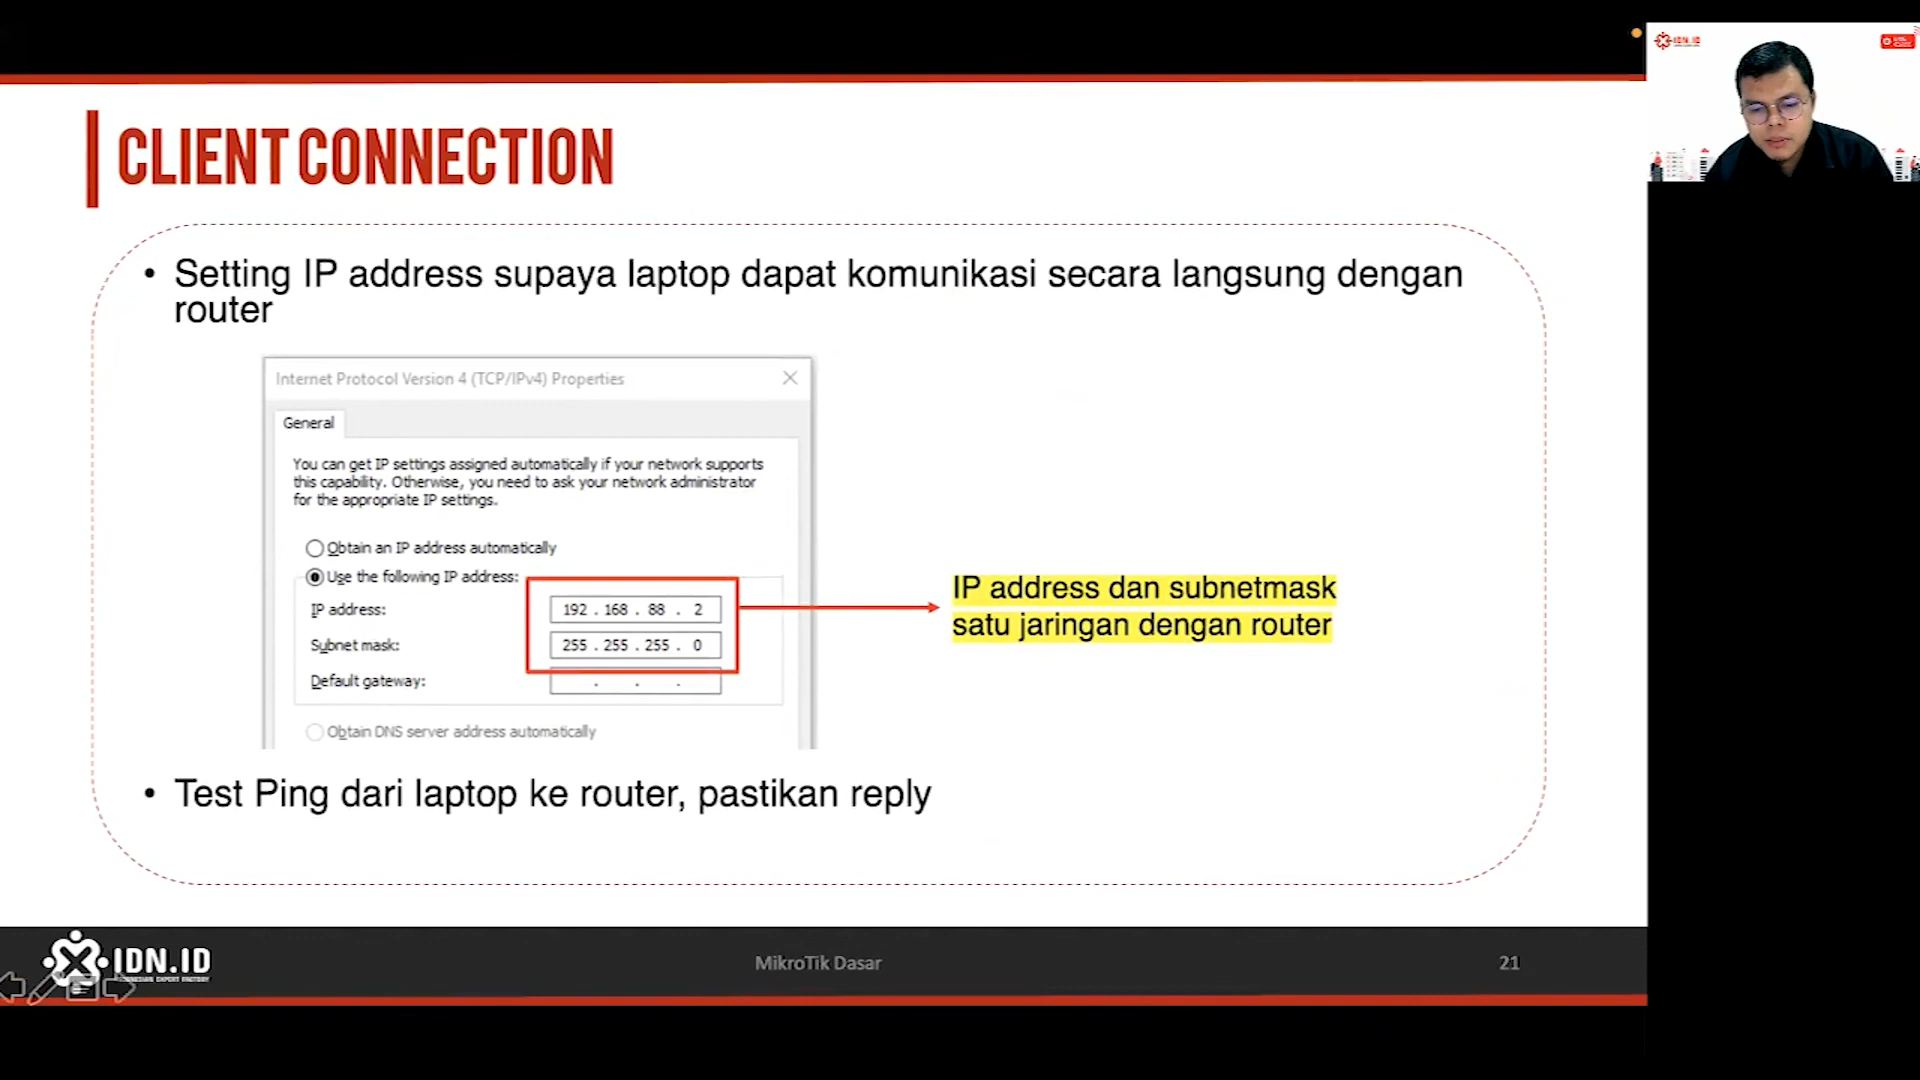 IDN.ID
CLIENT CONNECTION
• Setting IP address supaya laptop dapat komunikasi secara langsung dengan
router
Internet Protocol Version 4 (TCP/IPv4) Properties
General
You can get IP settings assigned automatically if your network supports
this capability. Otherwise, you need to ask your network administrator
for the appropriate IP settings.
Obtain an IP address automatically
Use the following IP address:
IP address: 192 . 168 . 88 . 2
Subnet mask: 255 . 255 . 255 . 0
Default gateway: . . .
Obtain DNS server address automatically
IP address dan subnetmask
satu jaringan dengan router
• Test Ping dari laptop ke router, pastikan reply
IDN.ID
MikroTik Dasar
21